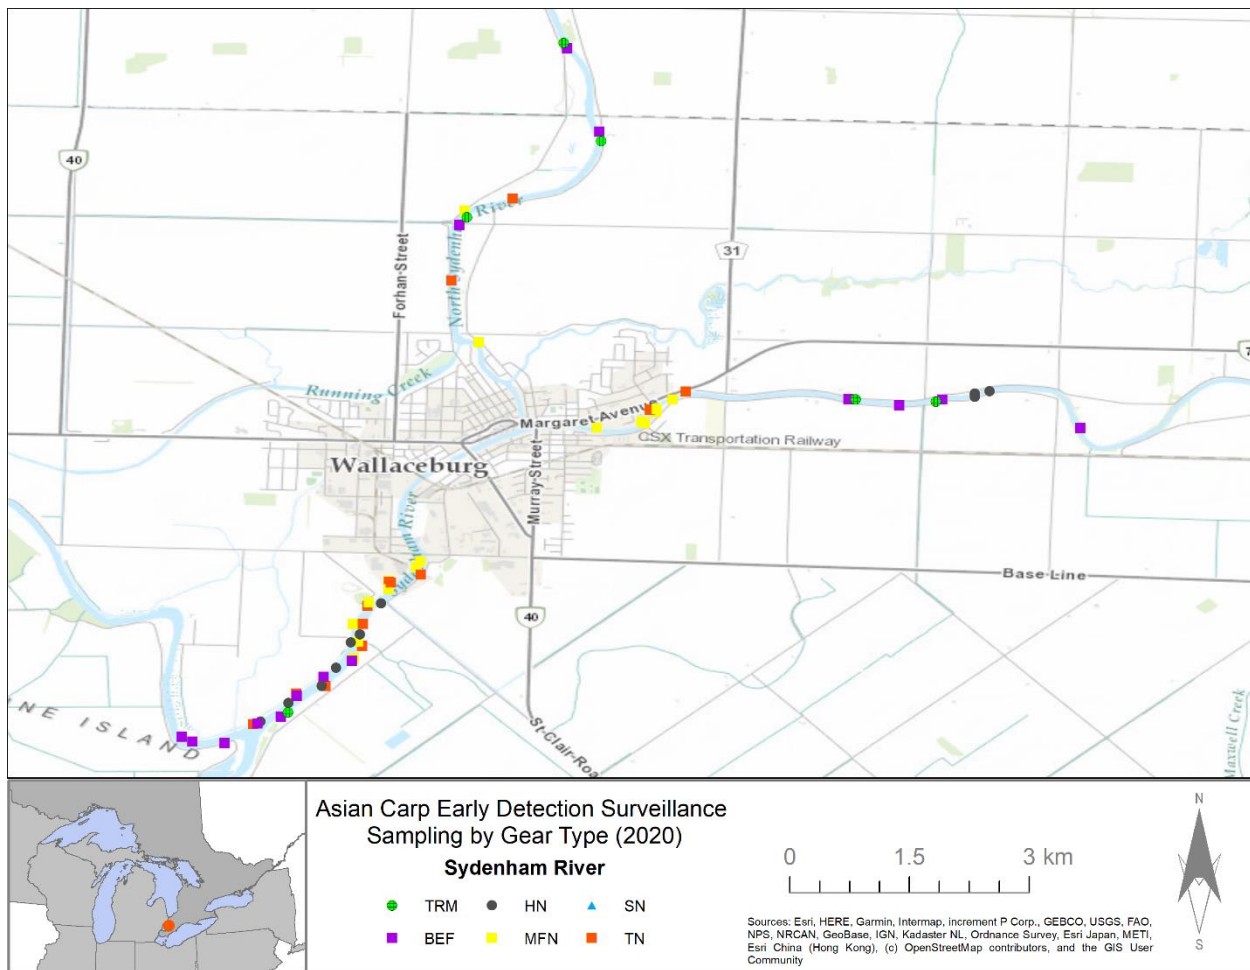 40
River
North Sydenham
Forhan-Street
31
Running Creek
7
Margaret-Avenue
CSX Transportation Railway
Wallaceburg
Murray-Street
Sydenham River
Base-Line
40
NE ISLAND
St-Clair-Roa
Maxwell Creek
Asian Carp Early Detection Surveillance
Sampling by Gear Type (2020)
Sydenham River
TRM HN SN
BEF MFN TN
0 1.5 3 km
N
S
Sources: Esri, HERE, Garmin, Intermap, increment P Corp., GEBCO, USGS, FAO,
NPS, NRCAN, GeoBase, IGN, Kadaster NL, Ordnance Survey, Esri Japan, METI,
Esri China (Hong Kong), (c) OpenStreetMap contributors, and the GIS User
Community